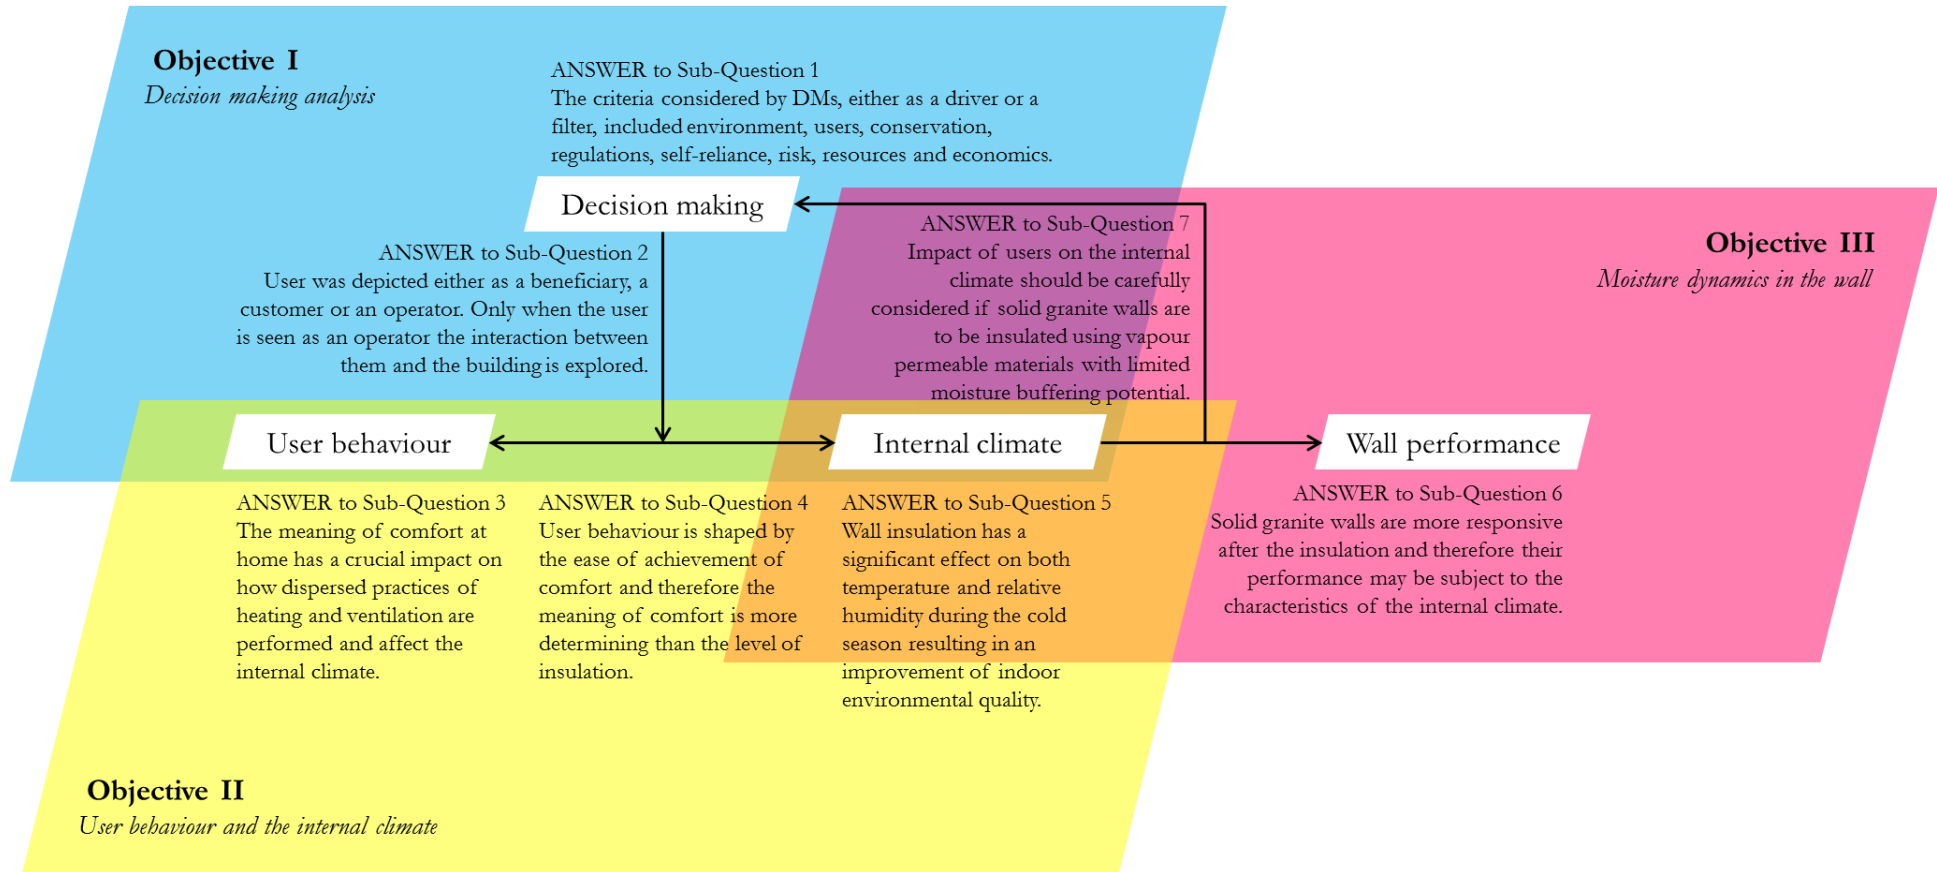 Objective I
Decision making analysis
ANSWER to Sub-Question 1
The criteria considered by DMs, either as a driver or a
filter, included environment, users, conservation,
regulations, self-reliance, risk, resources and economics.
Decision making
ANSWER to Sub-Question 2
User was depicted either as a beneficiary, a
customer or an operator. Only when the user
is seen as an operator the interaction between
them and the building is explored.
ANSWER to Sub-Question 7
Impact of users on the internal
climate should be carefully
considered if solid granite walls are
to be insulated using vapour
permeable materials with limited
moisture buffering potential.
Objective III
Moisture dynamics in the wall
User behaviour
Internal climate
Wall performance
ANSWER to Sub-Question 3
The meaning of comfort at
home has a crucial impact on
how dispersed practices of
heating and ventilation are
performed and affect the
internal climate.
ANSWER to Sub-Question 4
User behaviour is shaped by
the ease of achievement of
comfort and therefore the
meaning of comfort is more
determining than the level of
insulation.
ANSWER to Sub-Question 5
Wall insulation has a
significant effect on both
temperature and relative
humidity during the cold
season resulting in an
improvement of indoor
environmental quality.
ANSWER to Sub-Question 6
Solid granite walls are more responsive
after the insulation and therefore their
performance may be subject to the
characteristics of the internal climate.
Objective II
User behaviour and the internal climate